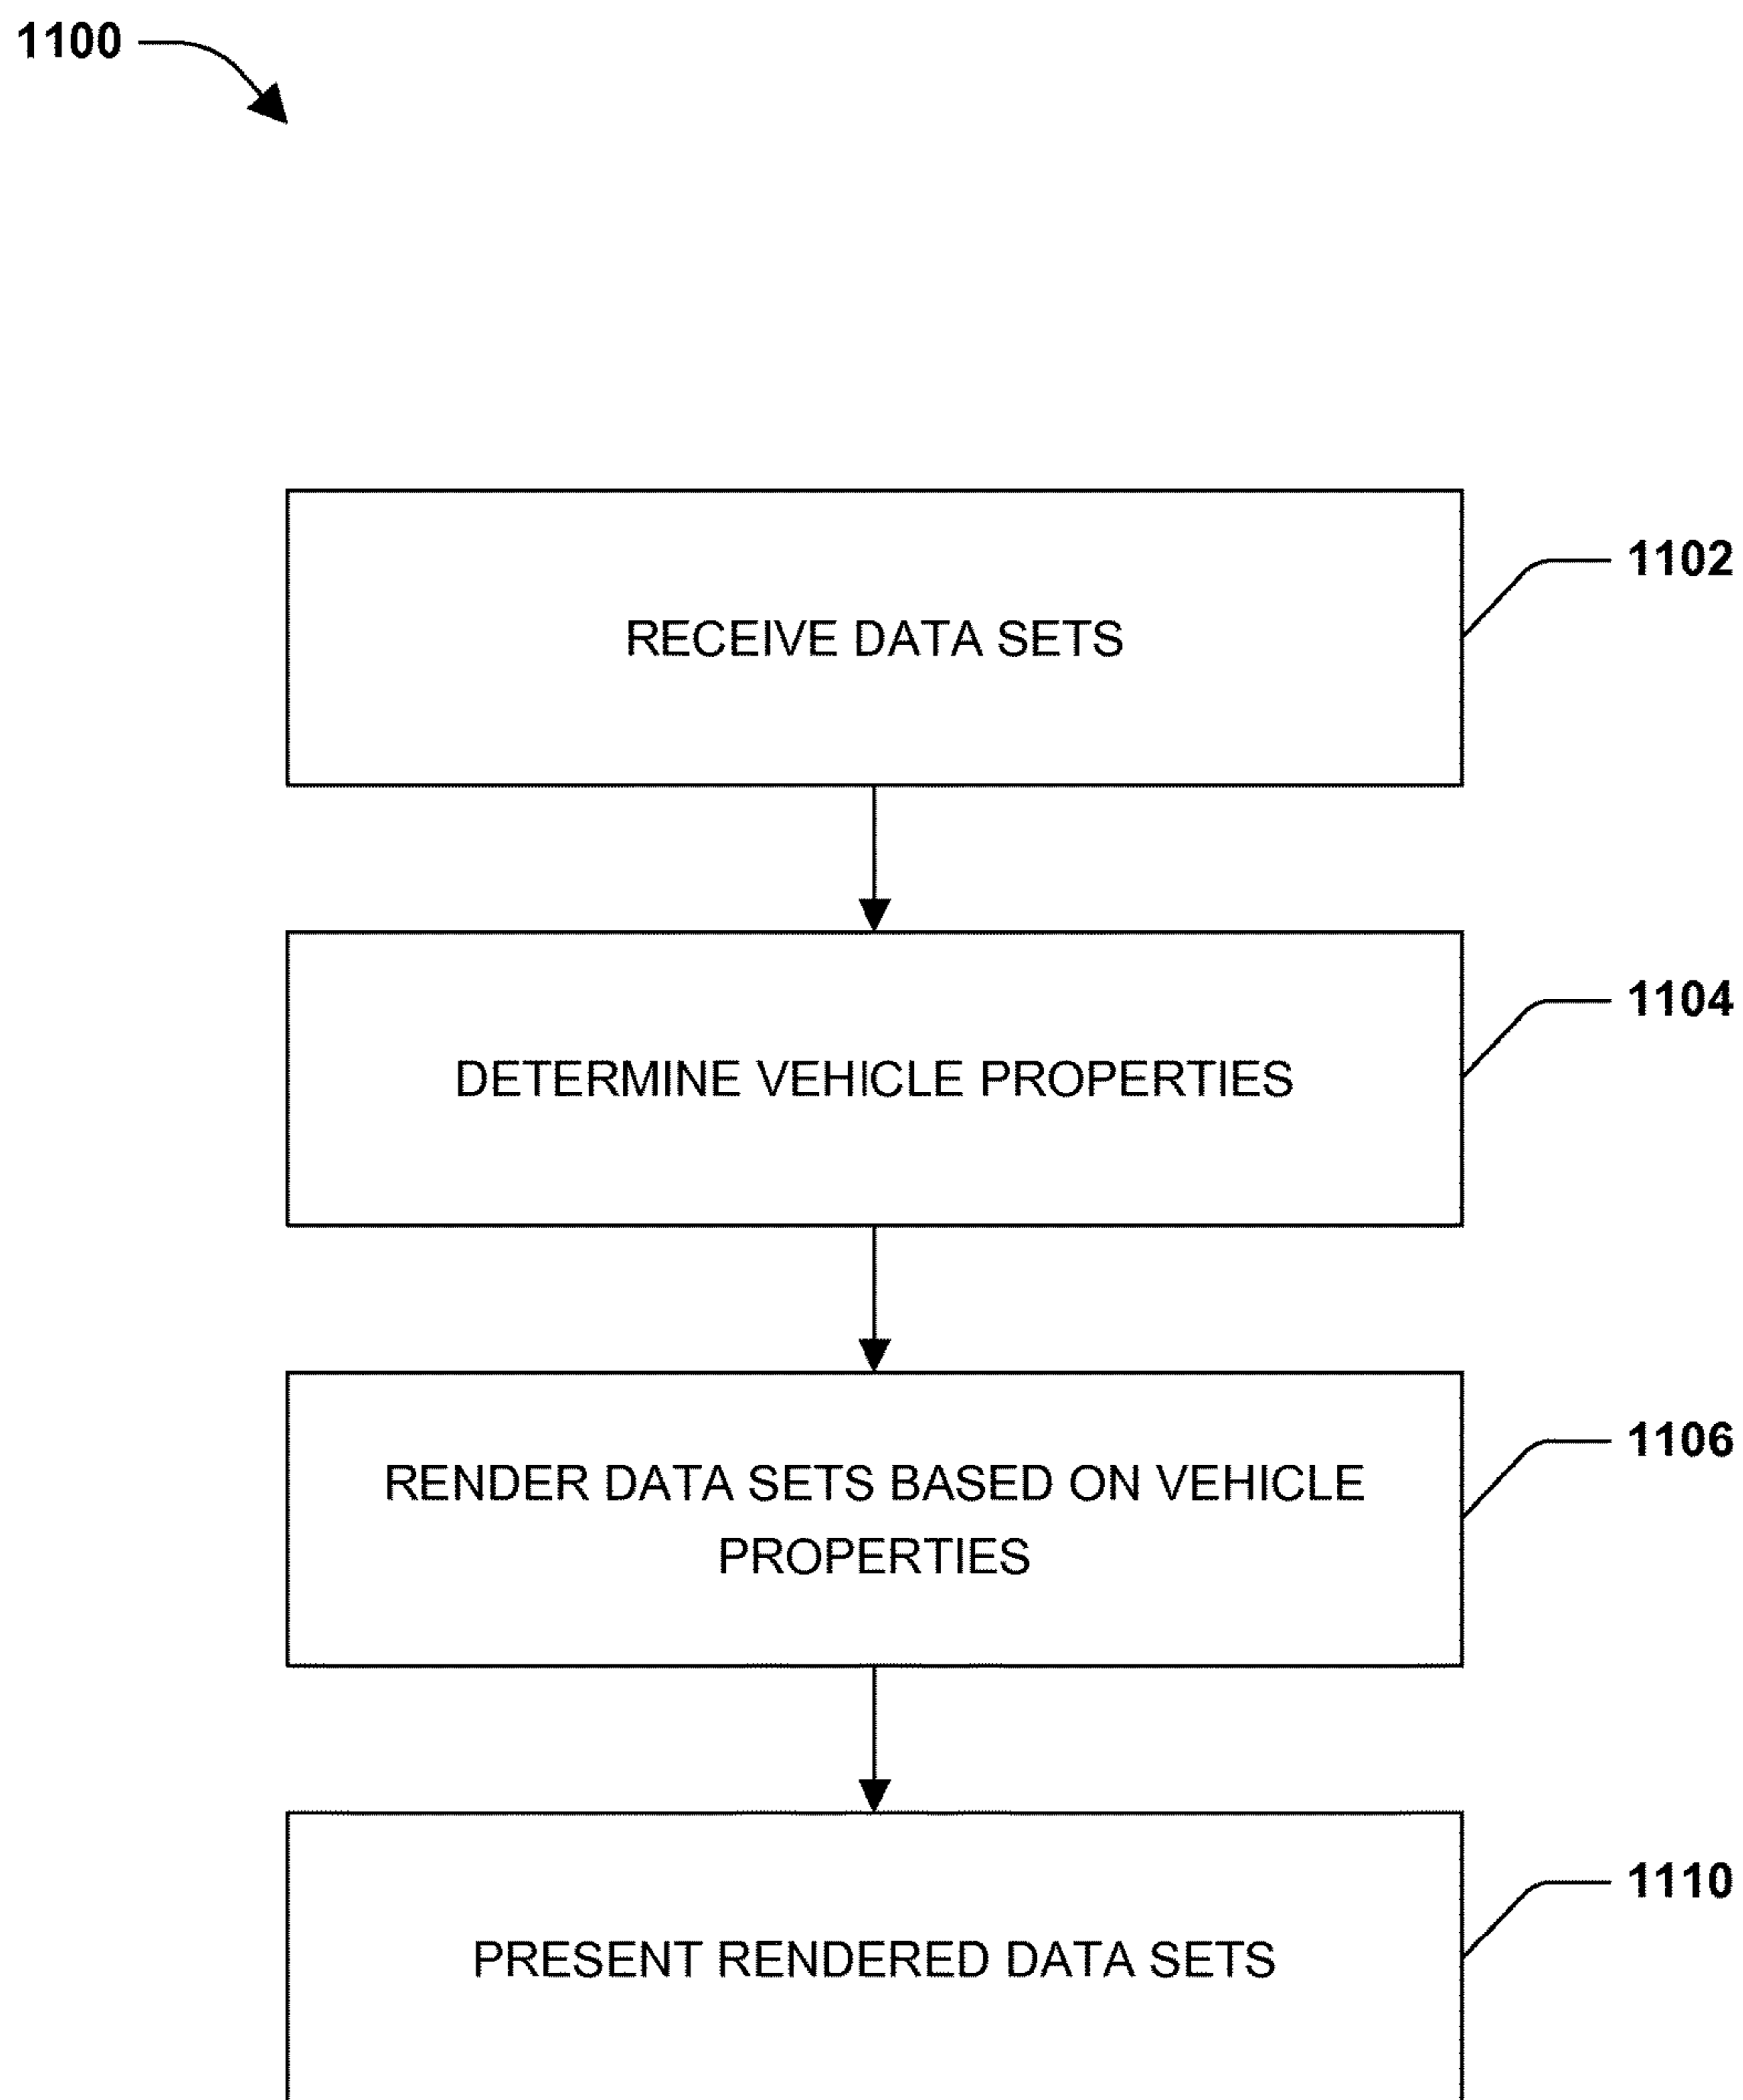 1100
RECEIVE DATA SETS
1102
DETERMINE VEHICLE PROPERTIES
1104
RENDER DATA SETS BASED ON VEHICLE
PROPERTIES
1106
PRESENT RENDERED DATA SETS
1110